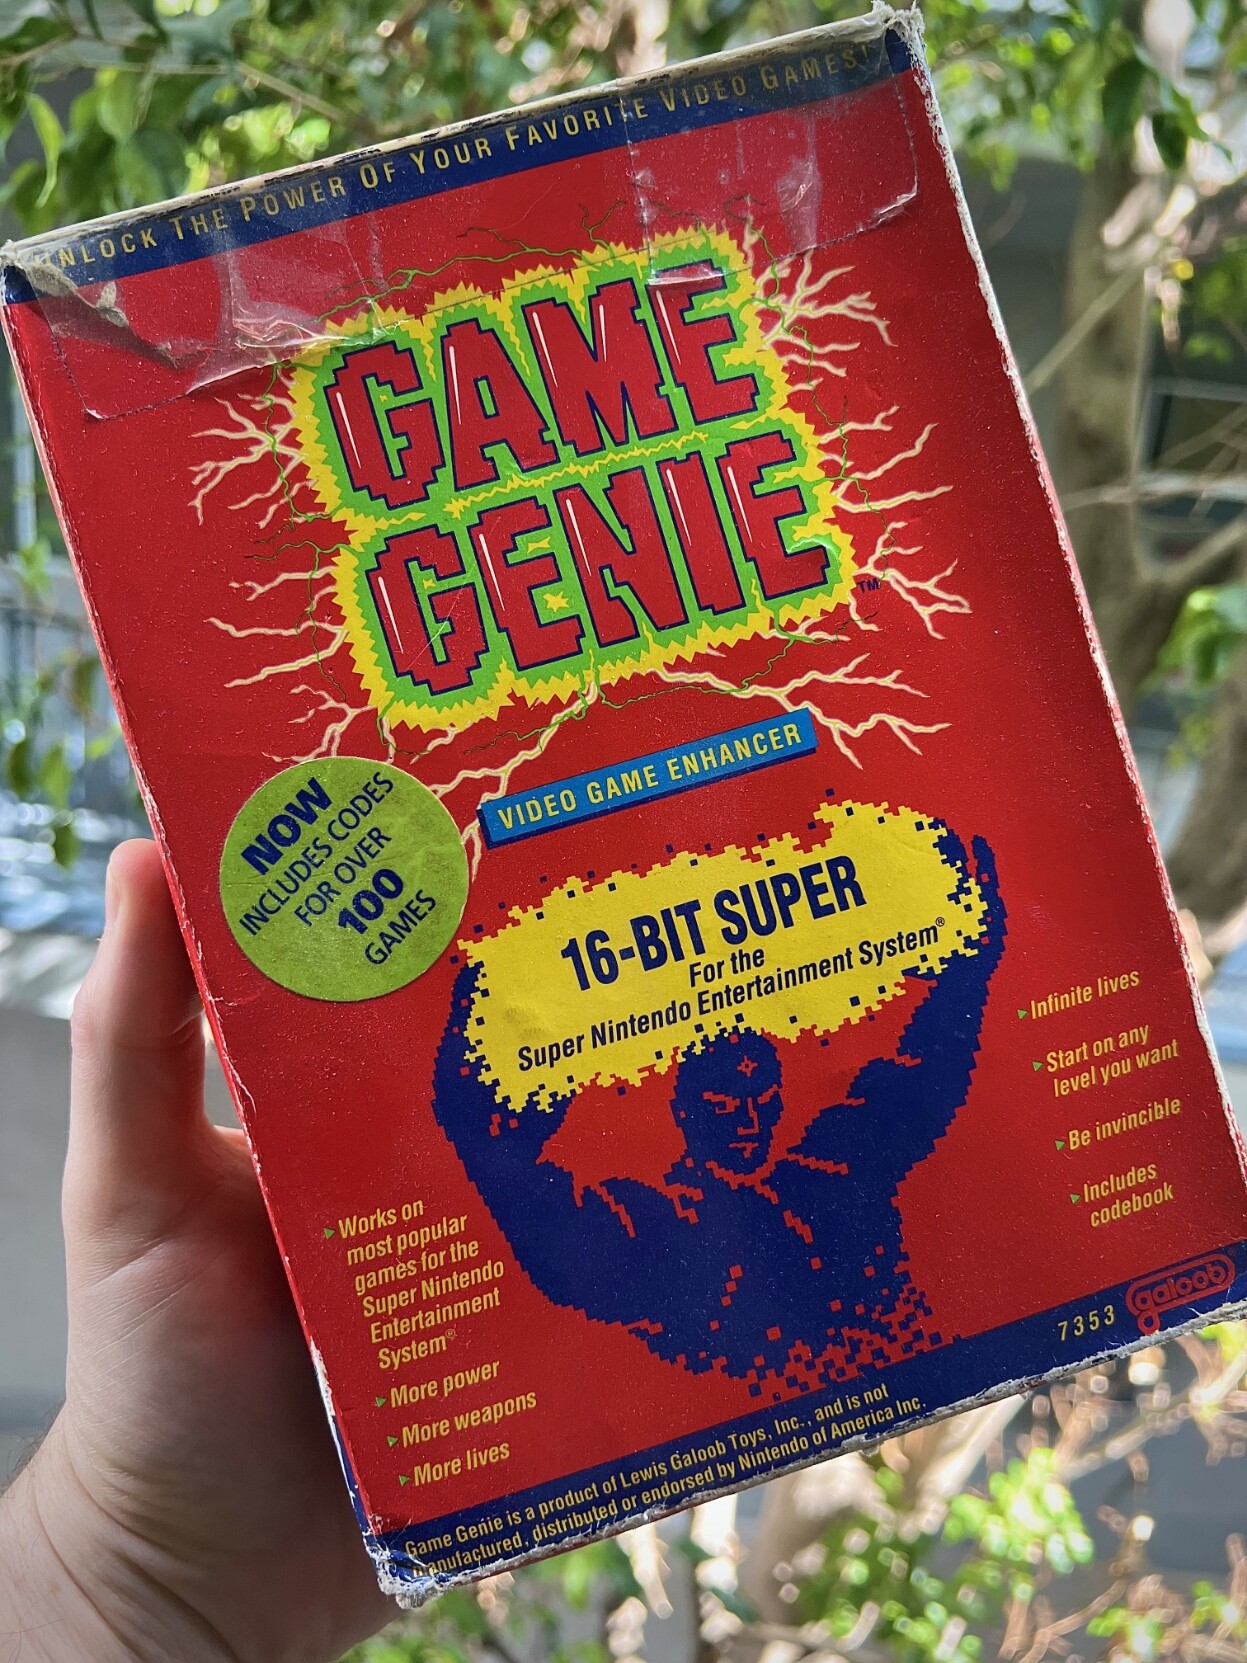 UNLOCK THE POWER OF YOUR FAVORITE VIDEO GAMES!
GAME
GENIE™
VIDEO GAME ENHANCER
NOW
INCLUDES CODES
FOR OVER
100
GAMES
16-BIT SUPER
For the
Super Nintendo Entertainment System®
Infinite lives
Start on any
level you want
Be invincible
Includes
codebook
Works on
most popular
games for the
Super Nintendo
Entertainment
System®
More power
More weapons
More lives
7353
galoob
Game Genie is a product of Lewis Galoob Toys, Inc., and is not
manufactured, distributed or endorsed by Nintendo of America Inc.